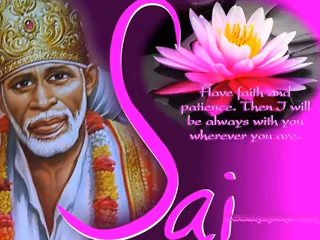 Have faith and
patience. Then I will
be always with you
wherever you are.
Sai